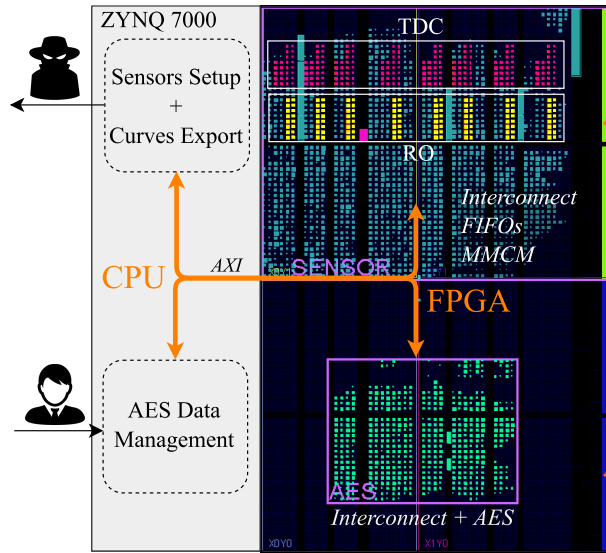 ZYNQ 7000
TDC
Sensors Setup
+
Curves Export
RO
Interconnect
FIFOs
MMCM
AXI
SENSOR
CPU
FPGA
AES Data
Management
AES
Interconnect + AES
X0Y0
X1Y0